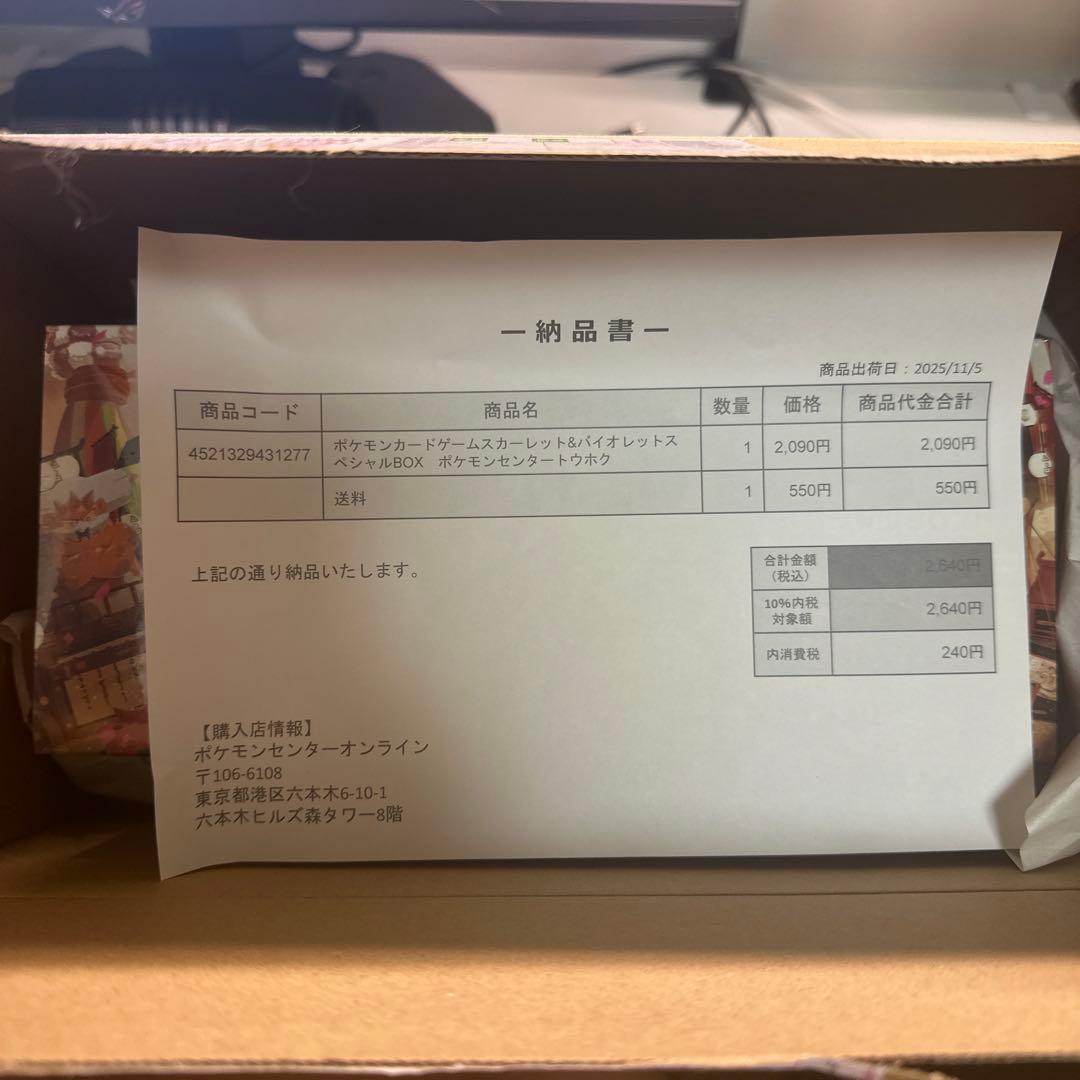 ー納品書ー
商品出荷日：2025/11/5
商品コード 商品名 数量 価格 商品代金合計
4521329431277 ポケモンカードゲームスカーレット&バイオレットス 1 2,090円 2,090円
ペシャルBOX　ポケモンセンタートウホク
送料 1 550円 550円
上記の通り納品いたします。
合計金額 2,640円
（税込）
10%内税 2,640円
対象額
内消費税 240円
【購入店情報】
ポケモンセンターオンライン
〒106-6108
東京都港区六本木6-10-1
六本木ヒルズ森タワー8階